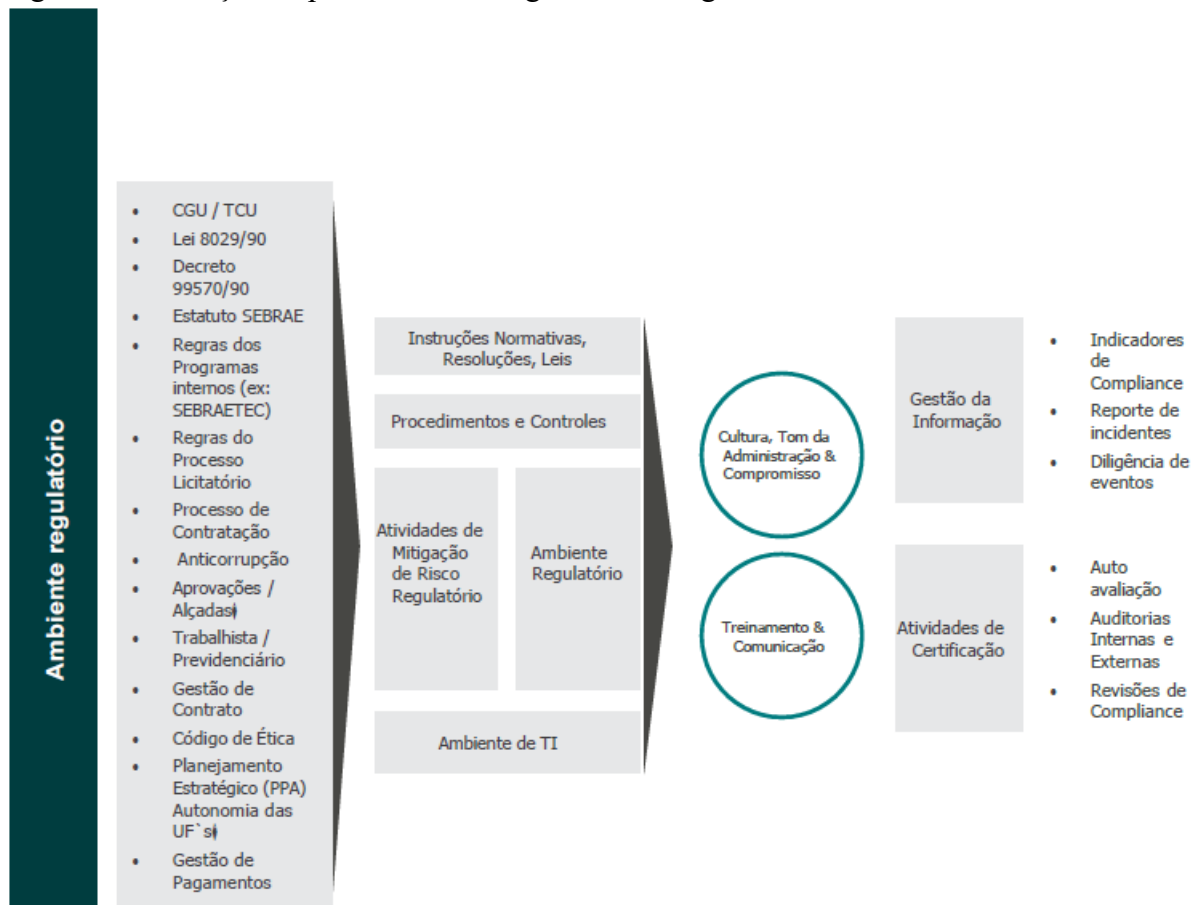 Ambiente regulatório
• CGU / TCU
• Lei 8029/90
• Decreto
99570/90
• Estatuto SEBRAE
• Regras dos
Programas
internos (ex:
SEBRAETEC)
• Regras do
Processo
Licitatório
• Processo de
Contratação
• Anticorrupção
• Aprovações /
Alçadas
• Trabalhista /
Previdenciário
• Gestão de
Contrato
• Código de Ética
• Planejamento
Estratégico (PPA)
Autonomia das
UF`s
• Gestão de
Pagamentos
Instruções Normativas,
Resoluções, Leis
Procedimentos e Controles
Atividades de
Mitigação
de Risco
Regulatório
Ambiente
Regulatório
Ambiente de TI
Cultura, Tom da
Administração &
Compromisso
Treinamento &
Comunicação
Gestão da
Informação
• Indicadores
de
Compliance
• Reporte de
incidentes
• Diligência de
eventos
Atividades de
Certificação
• Auto
avaliação
• Auditorias
Internas e
Externas
• Revisões de
Compliance